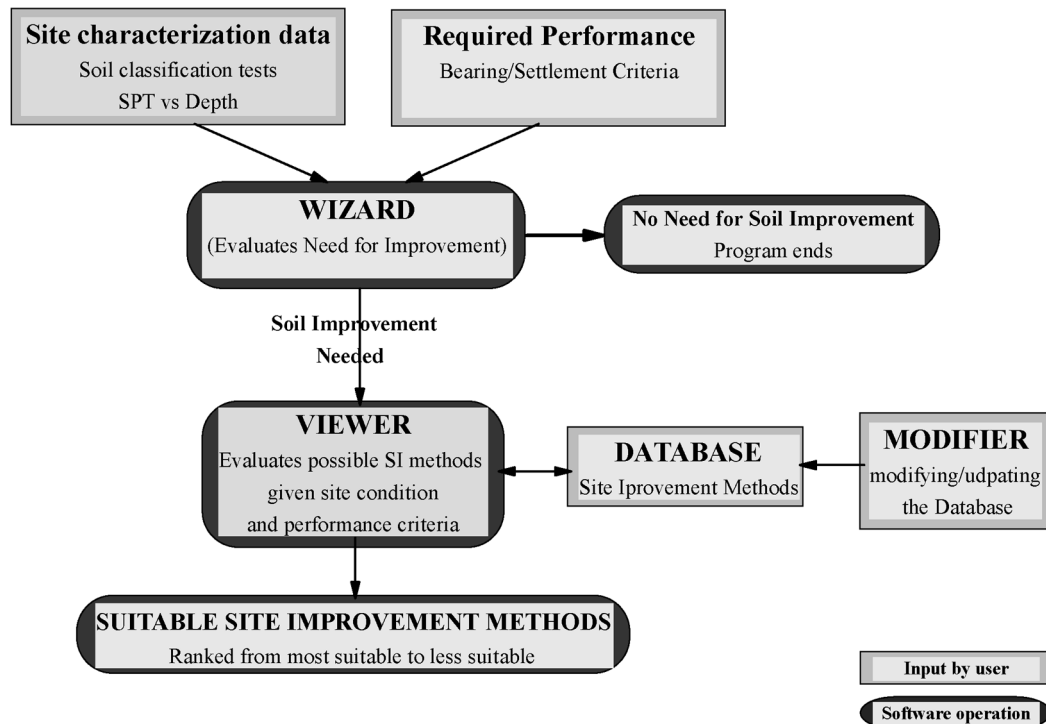 Site characterization data
Soil classification tests
SPT vs Depth
Required Performance
Bearing/Settlement Criteria
WIZARD
(Evaluates Need for Improvement)
No Need for Soil Improvement
Program ends
Soil Improvement
Needed
VIEWER
Evaluates possible SI methods
given site condition
and performance criteria
DATABASE
Site Iprovement Methods
MODIFIER
modifying/udpating
the Database
SUITABLE SITE IMPROVEMENT METHODS
Ranked from most suitable to less suitable
Input by user
Software operation